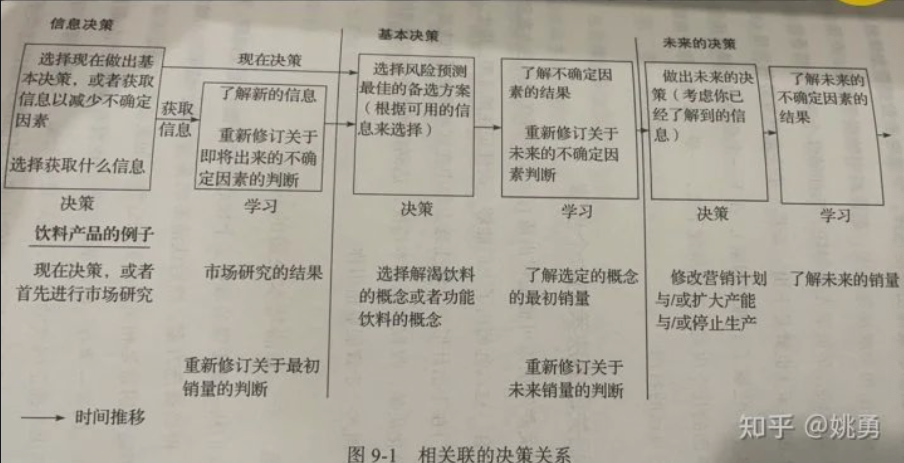 信息决策
基本决策
未来的决策
选择现在做出基
本决策，或者获取
信息以减少不确定
因素
选择获取什么信息
决策
现在决策
获取
信息
了解新的信息
重新修订关于
即将出来的不确
定因素的判断
学习
选择风险预测
最佳的备选方案
（根据可用的信
息来选择）
决策
了解不确定因
素的结果
重新修订关于
未来的不确定因
素判断
学习
做出未来的决
策（考虑你已
经了解到的信
息）
决策
了解未来的
不确定因素的
结果
学习
饮料产品的例子
现在决策，或者
首先进行市场研究
市场研究的结果
选择解渴饮料
的概念或者功能
饮料的概念
了解选定的概念
的最初销量
修改营销计划
与/或扩大产能
与/或停止生产
了解未来的销量
重新修订关于最初
销量的判断
重新修订关于
未来销量的判断
时间推移
知乎 @姚勇
图 9-1 相关联的决策关系